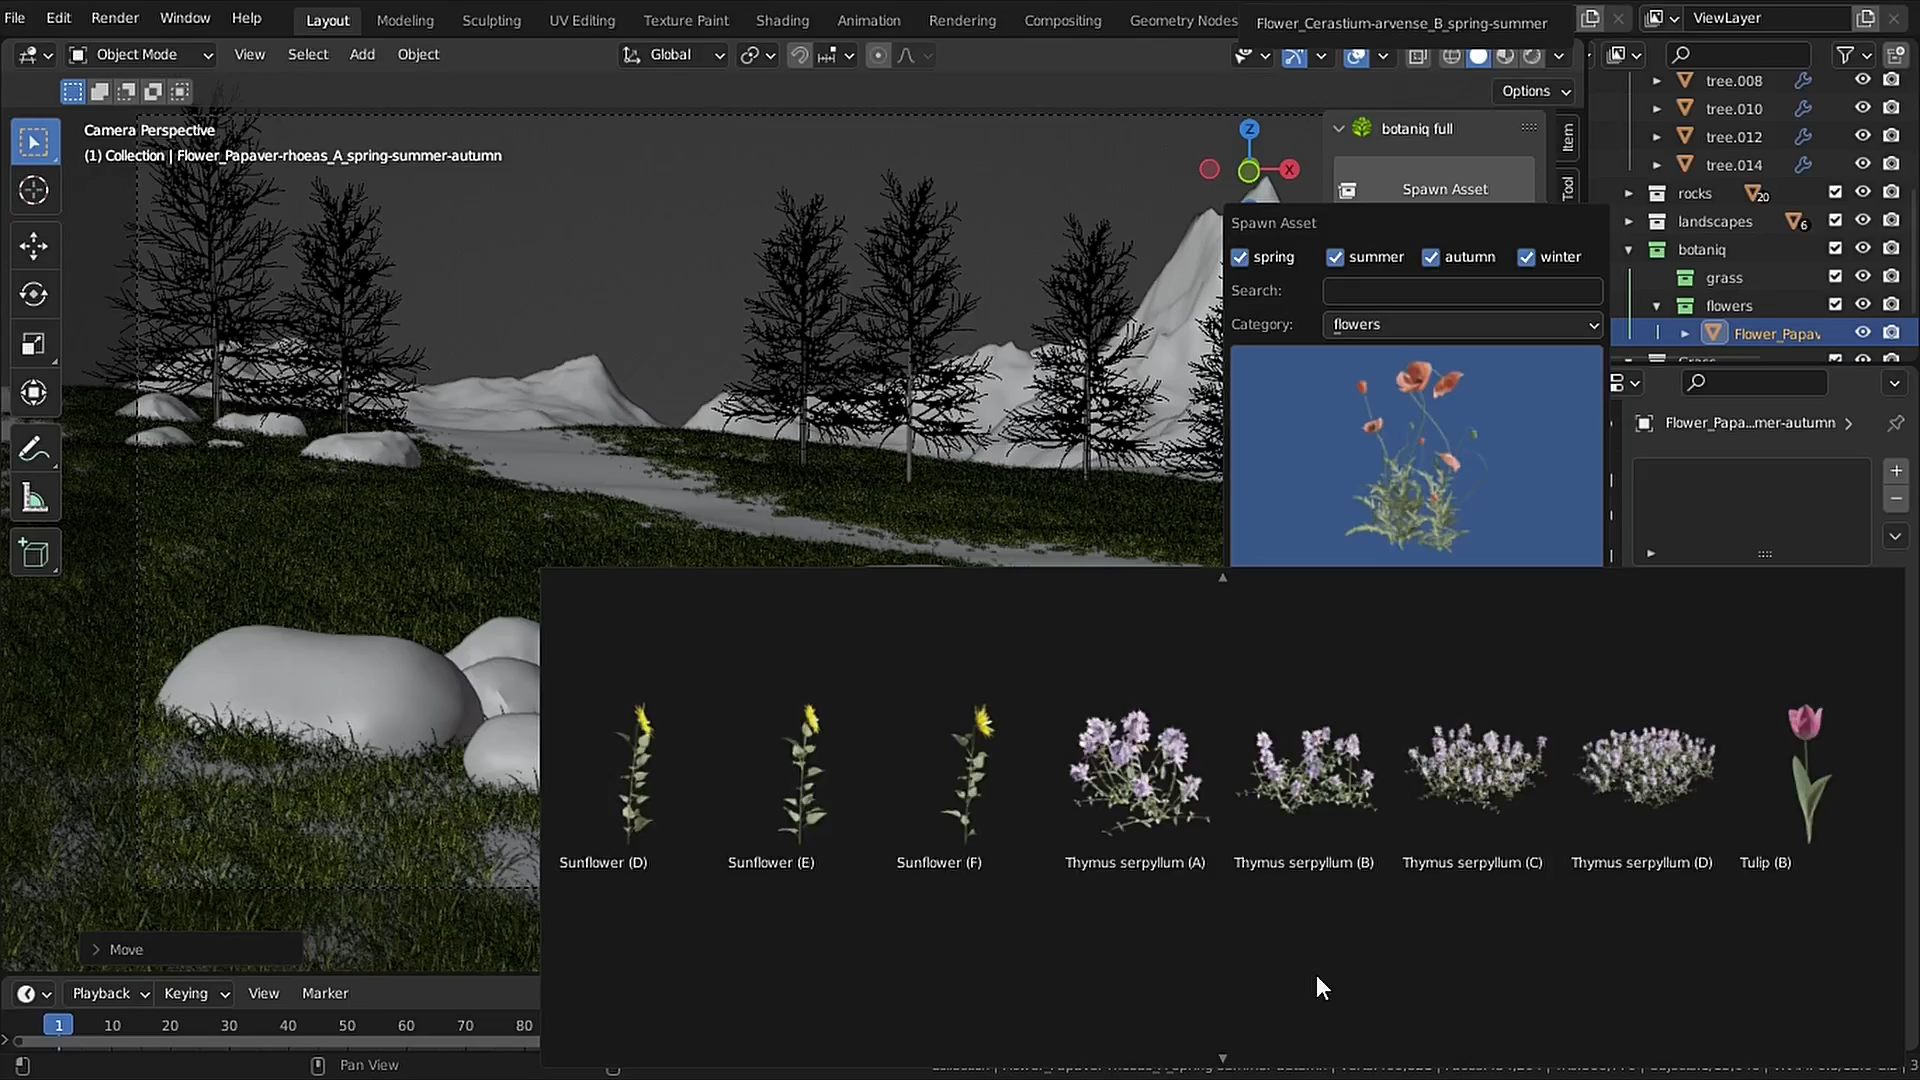 File Edit Render Window Help Layout Modeling Sculpting UV Editing Texture Paint Shading Animation Rendering Compositing Geometry Nodes Flower_Cerastium-arvense_B_spring-summer ViewLayer
Object Mode View Select Add Object Global
Options
Camera Perspective
(1) Collection | Flower_Papaver-rhoeas_A_spring-summer-autumn
Z
X
botaniq full
Spawn Asset
Item
Tool
Spawn Asset
spring summer autumn winter
Search:
Category: flowers
tree.008
tree.010
tree.012
tree.014
rocks 20
landscapes 6
botaniq
grass
flowers
Flower_Papav
Flower_Papa...mer-autumn
Sunflower (D) Sunflower (E) Sunflower (F) Thymus serpyllum (A) Thymus serpyllum (B) Thymus serpyllum (C) Thymus serpyllum (D) Tulip (B)
Move
Playback Keying View Marker
1 10 20 30 40 50 60 70 80
Pan View